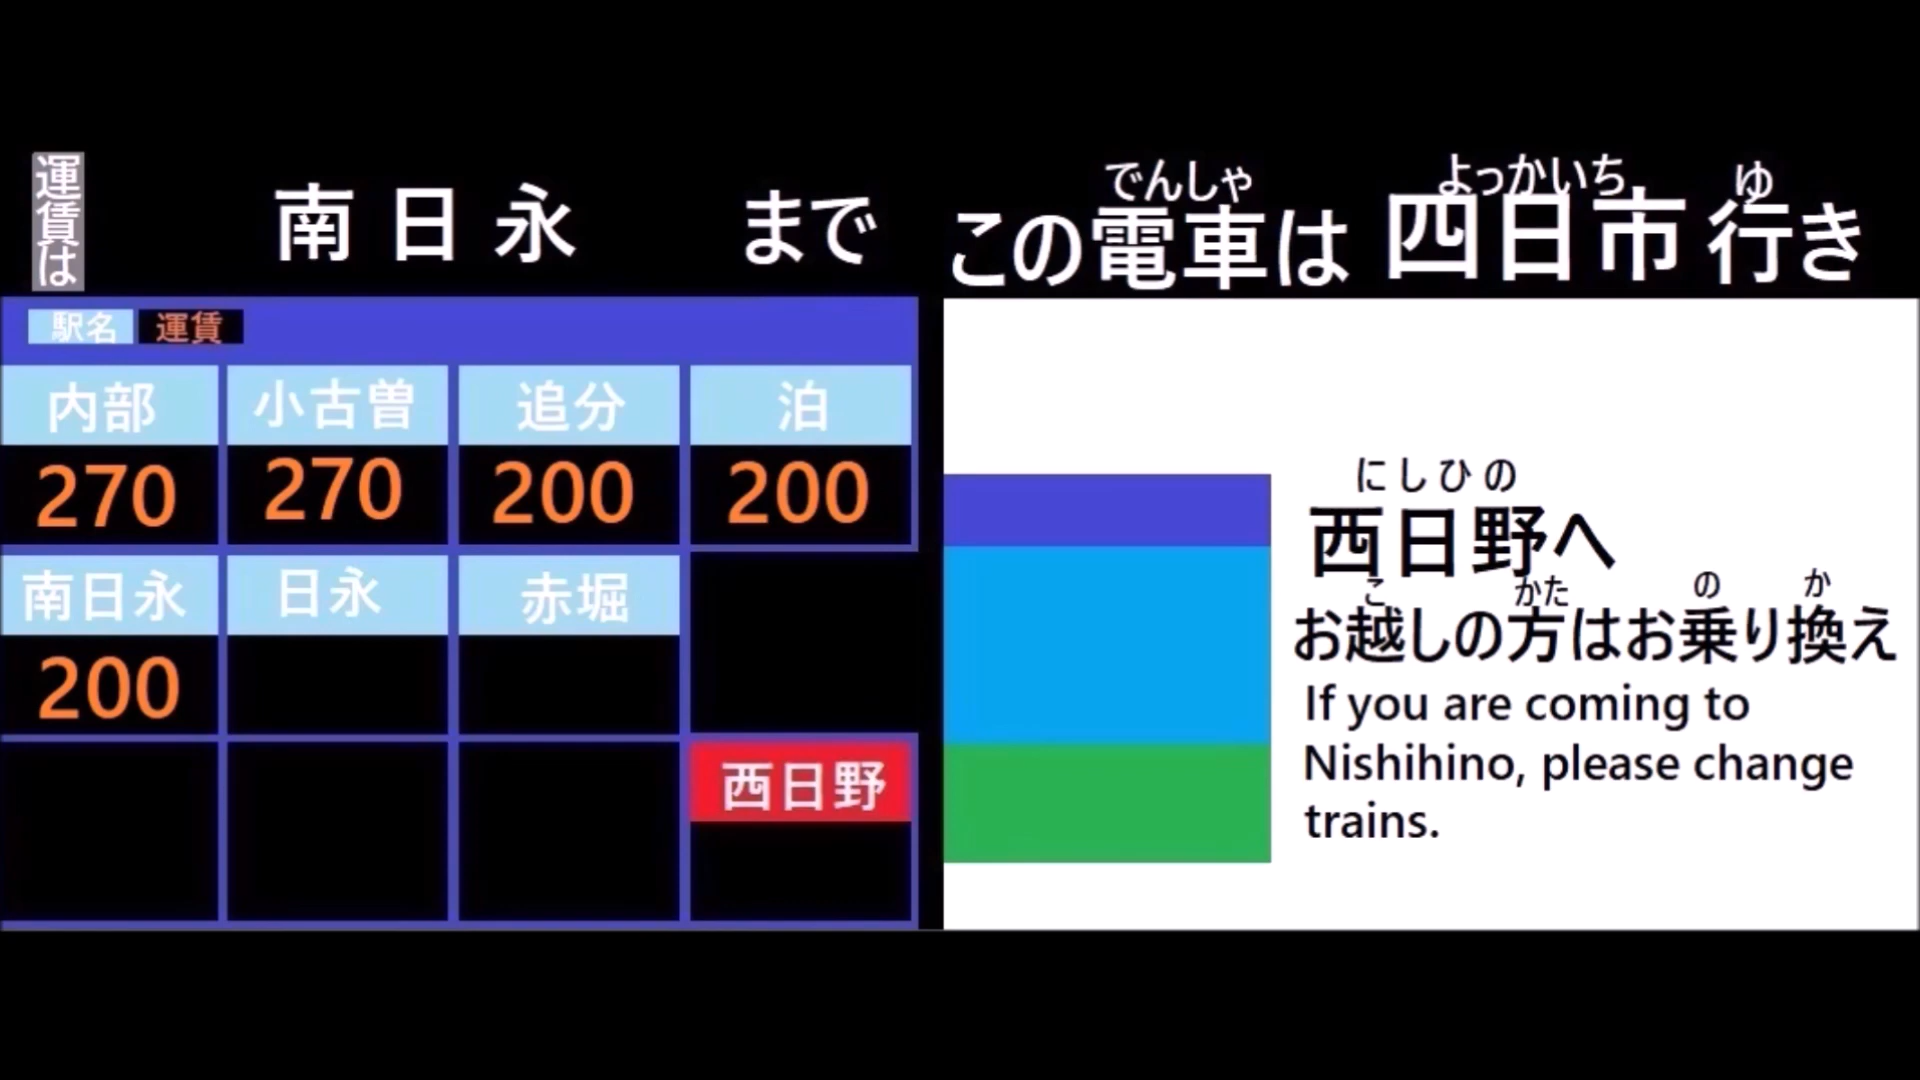 運賃は
南日永 まで
駅名 運賃
内部 小古曽 追分 泊
270 270 200 200
南日永 日永 赤堀
200
西日野
でんしゃ よっかいち ゆ
この電車は 四日市 行き
にしひの
西日野へ
こ かた の か
お越しの方はお乗り換え
If you are coming to
Nishihino, please change
trains.